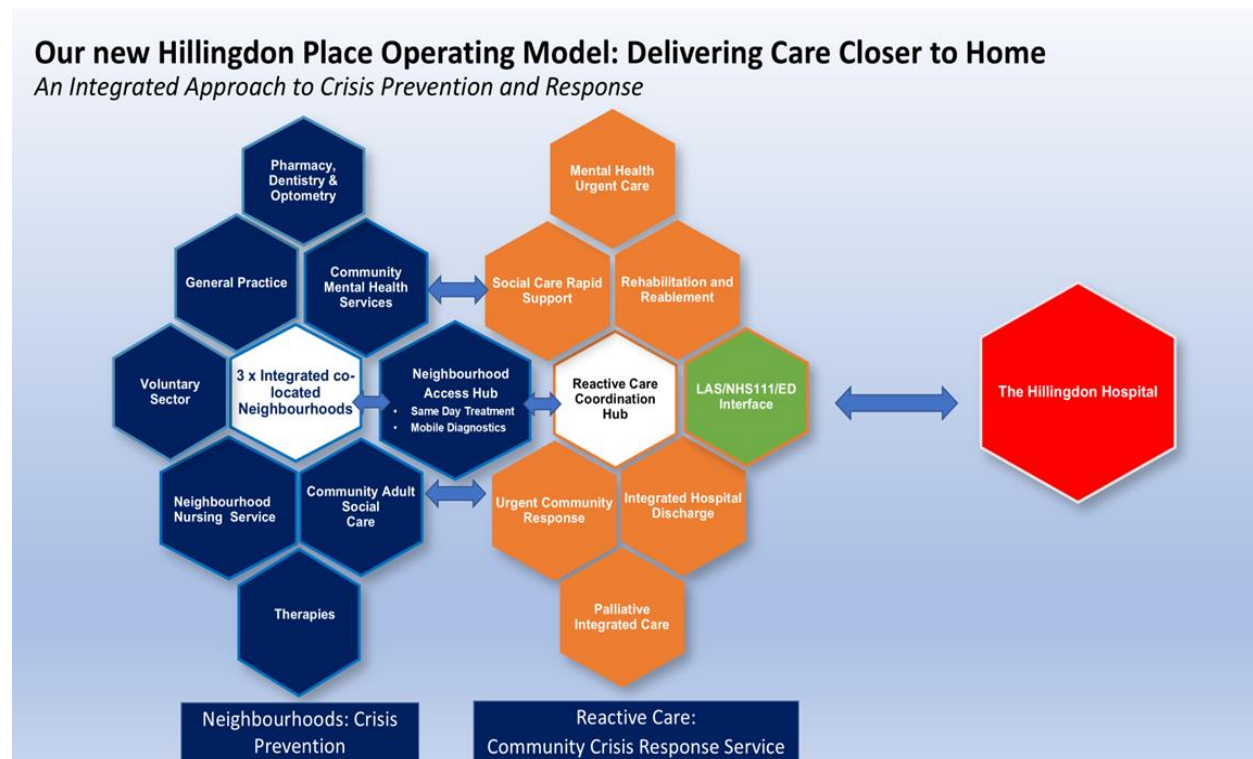 Our new Hillingdon Place Operating Model: Delivering Care Closer to Home
An Integrated Approach to Crisis Prevention and Response
Pharmacy,
Dentistry &
Optometry
General Practice
Community
Mental Health
Services
Voluntary
Sector
3 x Integrated co-
located
Neighbourhoods
Neighbourhood
Access Hub
• Same Day Treatment
• Mobile Diagnostics
Neighbourhood
Nursing Service
Community Adult
Social
Care
Therapies
Mental Health
Urgent Care
Social Care Rapid
Support
Rehabilitation and
Reablement
Reactive Care
Coordination
Hub
LAS/NHS111/ED
Interface
Urgent Community
Response
Integrated Hospital
Discharge
Palliative
Integrated Care
The Hillingdon Hospital
Neighbourhoods: Crisis
Prevention
Reactive Care:
Community Crisis Response Service